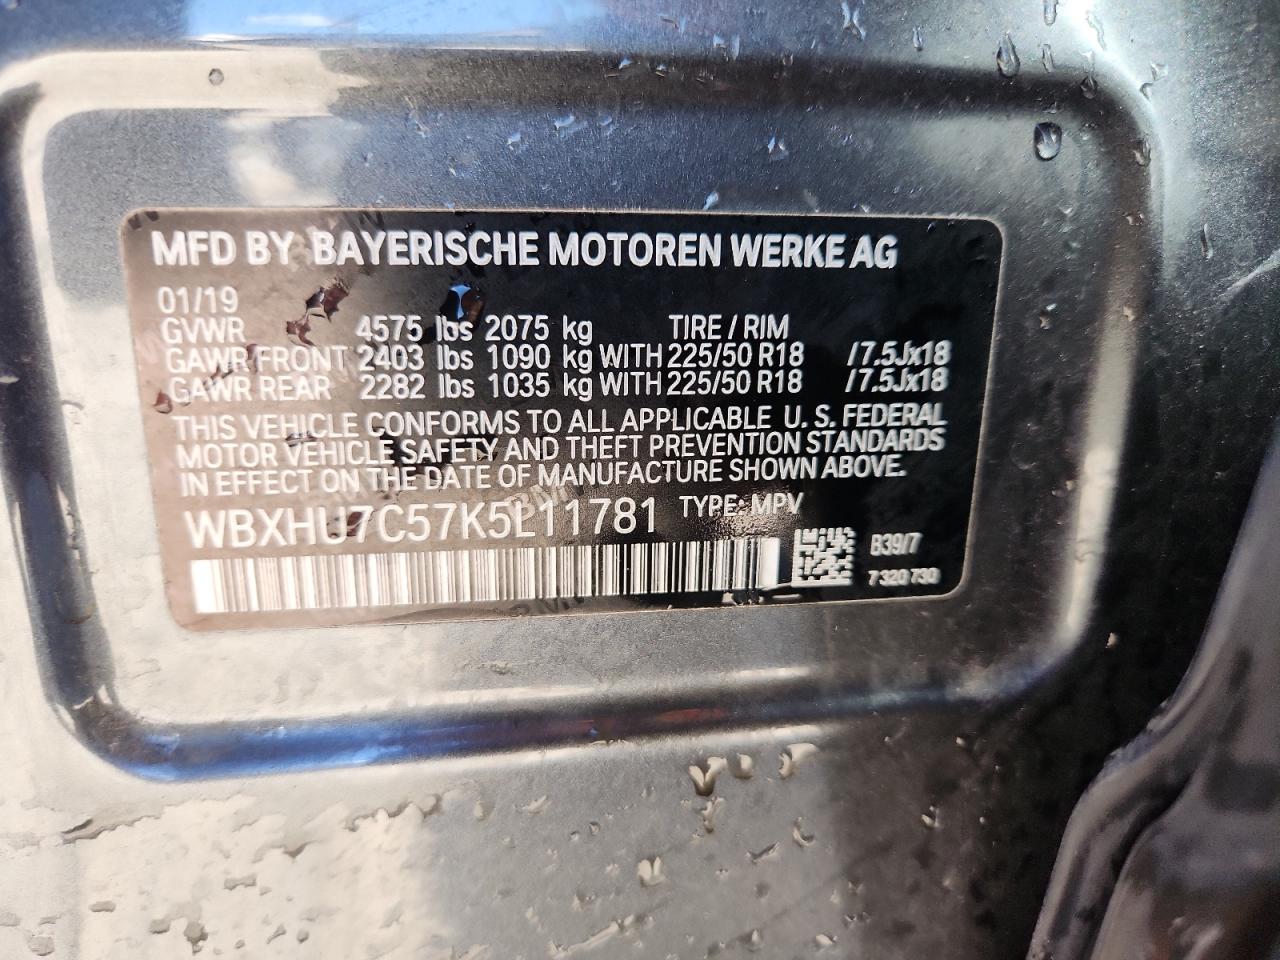 MFD BY BAYERISCHE MOTOREN WERKE AG
01/19
GVWR 4575 lbs 2075 kg TIRE / RIM
GAWR FRONT 2403 lbs 1090 kg WITH 225/50 R18 /7.5Jx18
GAWR REAR 2282 lbs 1035 kg WITH 225/50 R18 /7.5Jx18
THIS VEHICLE CONFORMS TO ALL APPLICABLE U. S. FEDERAL
MOTOR VEHICLE SAFETY AND THEFT PREVENTION STANDARDS
IN EFFECT ON THE DATE OF MANUFACTURE SHOWN ABOVE.
WBXHU7C57K5L11781 TYPE: MPV
B39/7
7 320 730